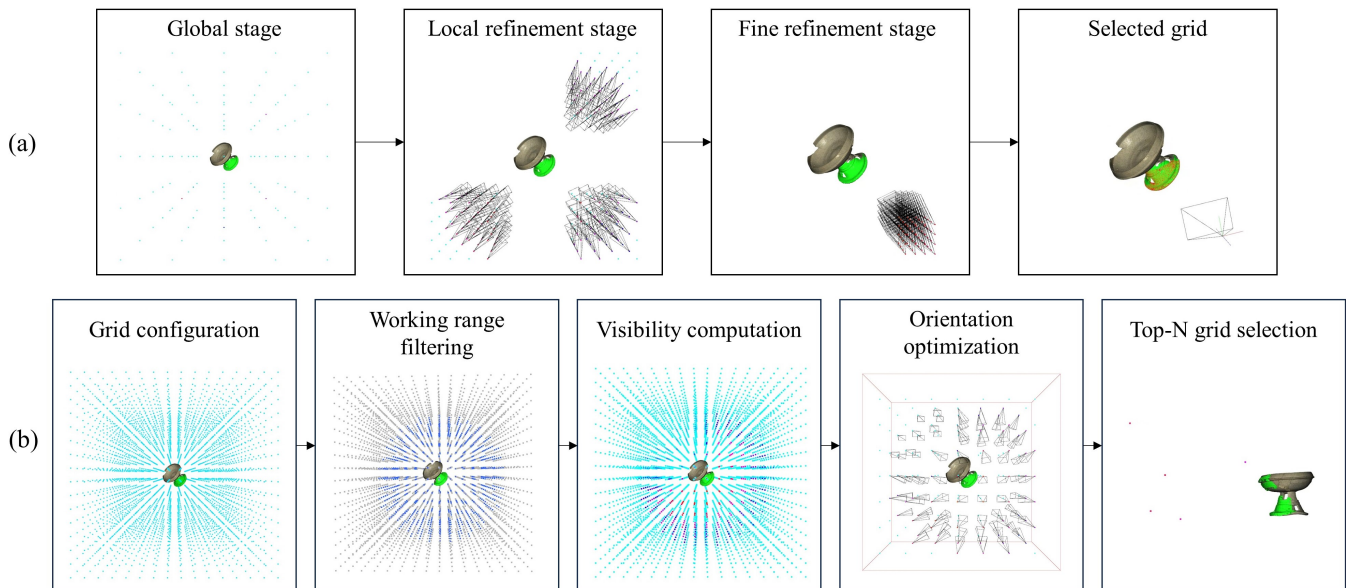 Global stage
Local refinement stage
Fine refinement stage
Selected grid
(a)
Grid configuration
Working range
filtering
Visibility computation
Orientation
optimization
Top-N grid selection
(b)